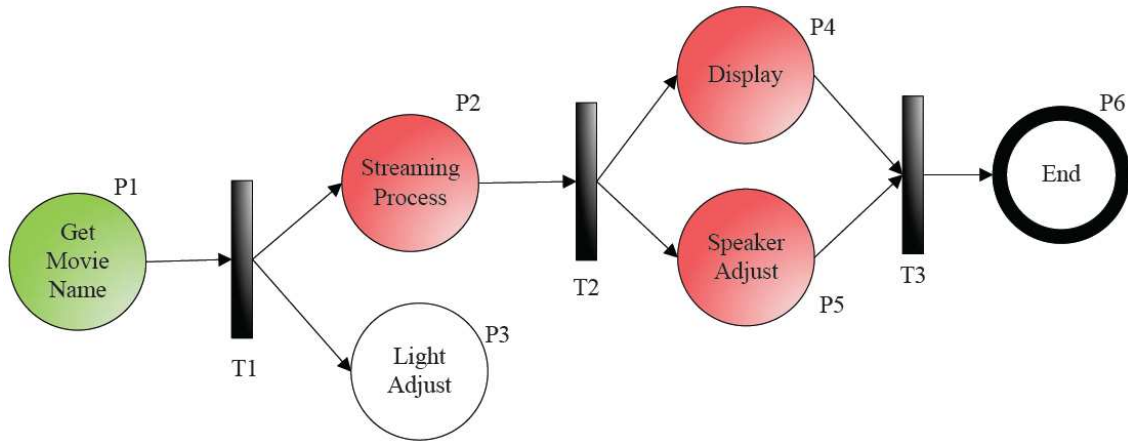 P1
Get
Movie
Name
T1
P2
Streaming
Process
P3
Light
Adjust
T2
P4
Display
Speaker
Adjust
P5
T3
P6
End